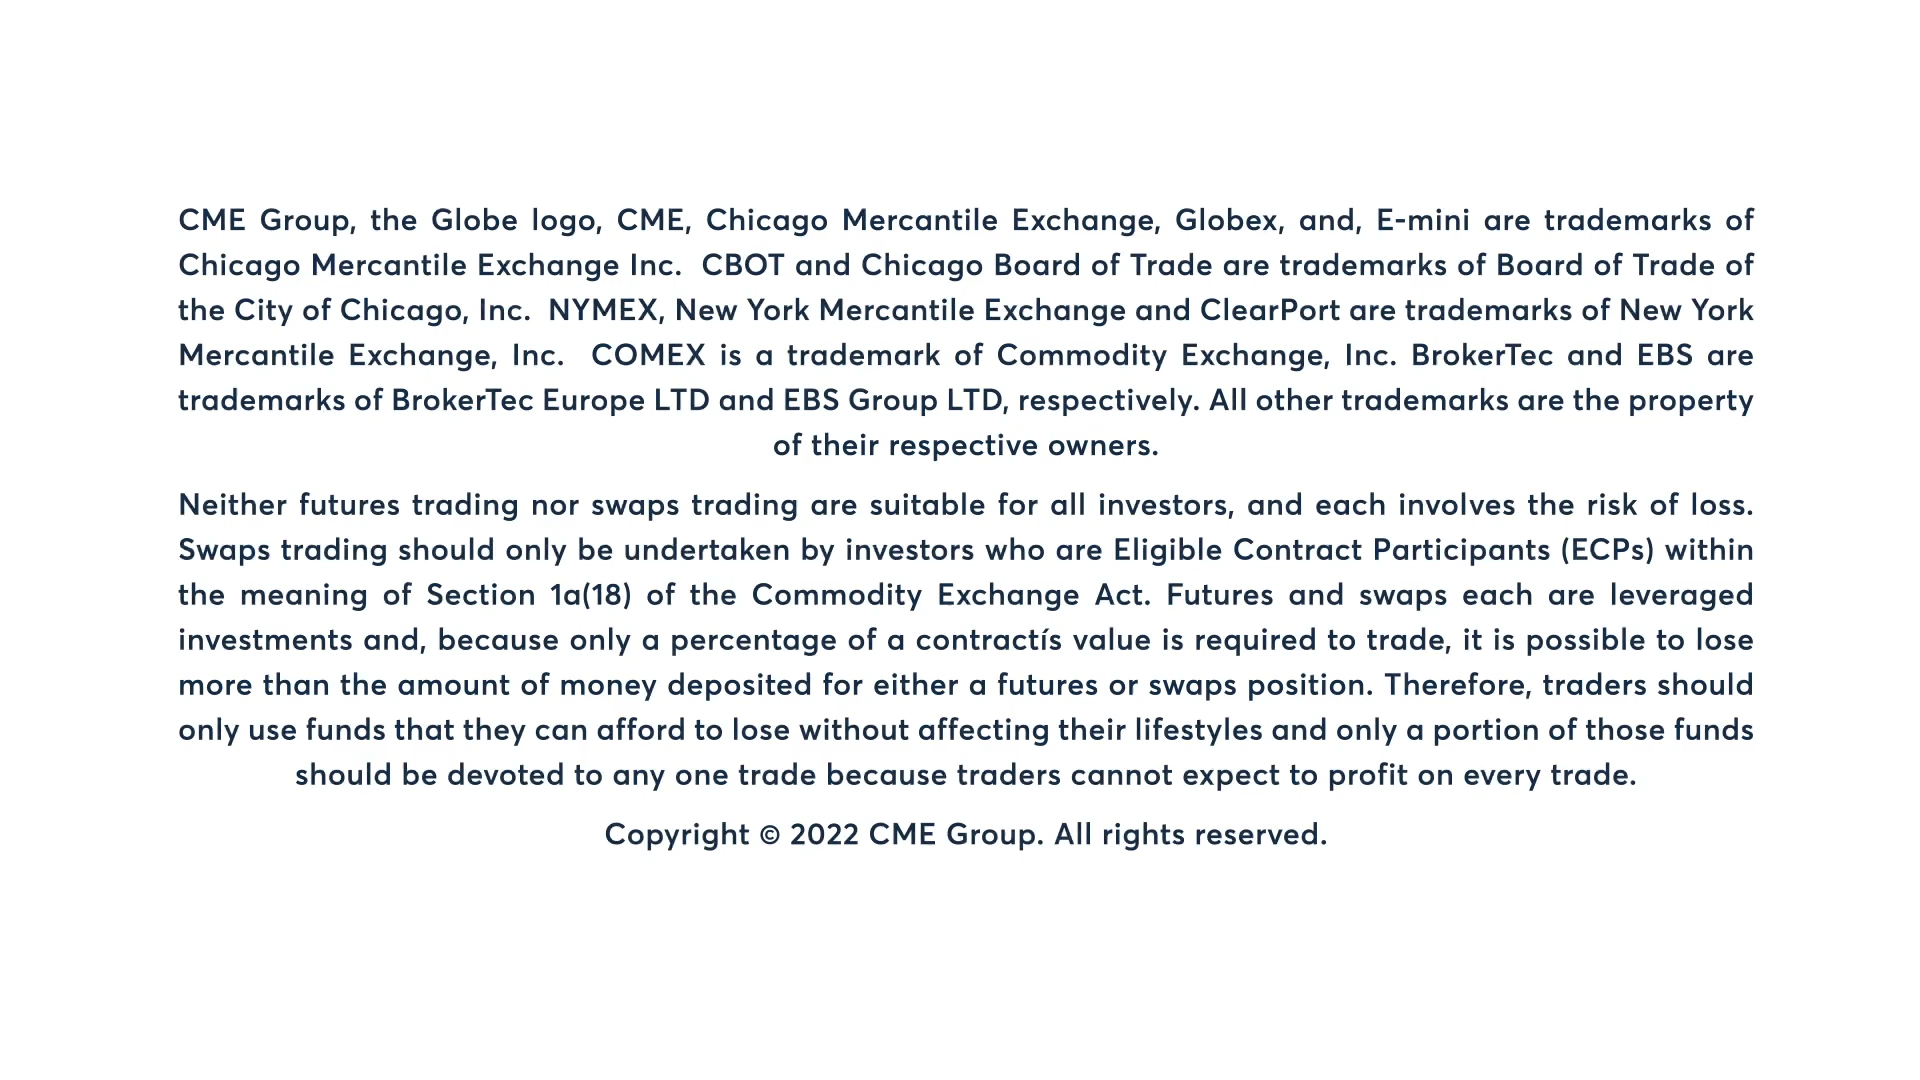 CME Group, the Globe logo, CME, Chicago Mercantile Exchange, Globex, and, E-mini are trademarks of
Chicago Mercantile Exchange Inc.  CBOT and Chicago Board of Trade are trademarks of Board of Trade of
the City of Chicago, Inc.  NYMEX, New York Mercantile Exchange and ClearPort are trademarks of New York
Mercantile Exchange, Inc.  COMEX is a trademark of Commodity Exchange, Inc. BrokerTec and EBS are
trademarks of BrokerTec Europe LTD and EBS Group LTD, respectively. All other trademarks are the property
of their respective owners.
Neither futures trading nor swaps trading are suitable for all investors, and each involves the risk of loss.
Swaps trading should only be undertaken by investors who are Eligible Contract Participants (ECPs) within
the meaning of Section 1a(18) of the Commodity Exchange Act. Futures and swaps each are leveraged
investments and, because only a percentage of a contractís value is required to trade, it is possible to lose
more than the amount of money deposited for either a futures or swaps position. Therefore, traders should
only use funds that they can afford to lose without affecting their lifestyles and only a portion of those funds
should be devoted to any one trade because traders cannot expect to profit on every trade.
Copyright © 2022 CME Group. All rights reserved.